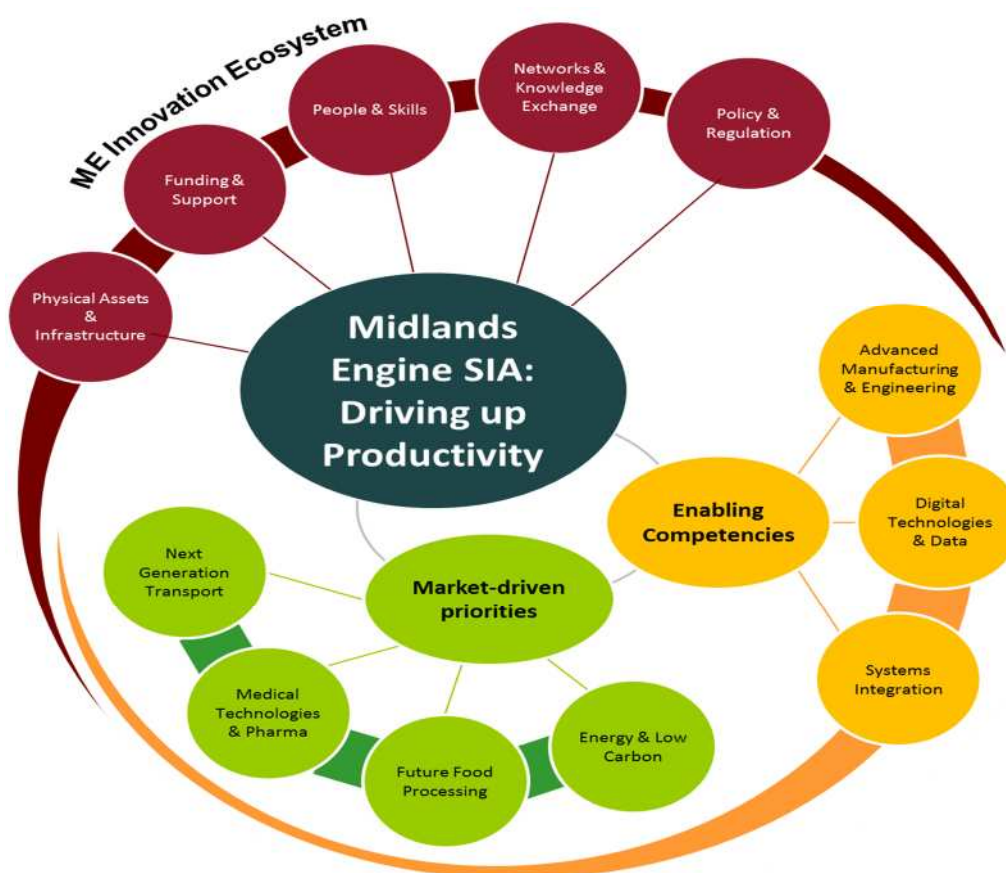 ME Innovation Ecosystem
Physical Assets
&
Infrastructure
Funding &
Support
People & Skills
Networks &
Knowledge
Exchange
Policy &
Regulation
Midlands
Engine SIA:
Driving up
Productivity
Advanced
Manufacturing
& Engineering
Digital
Technologies
& Data
Systems
Integration
Enabling
Competencies
Market-driven
priorities
Next
Generation
Transport
Medical
Technologies
& Pharma
Future Food
Processing
Energy & Low
Carbon